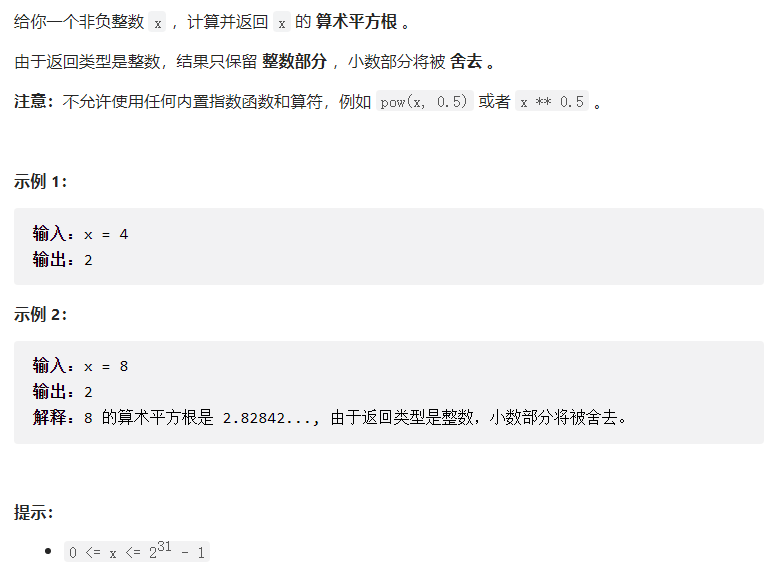 给你一个非负整数 x ，计算并返回 x 的 算术平方根 。
由于返回类型是整数，结果只保留 整数部分 ，小数部分将被 舍去 。
注意：不允许使用任何内置指数函数和算符，例如 pow(x, 0.5) 或者 x ** 0.5 。
示例 1：
输入：x = 4
输出：2
示例 2：
输入：x = 8
输出：2
解释：8 的算术平方根是 2.82842..., 由于返回类型是整数，小数部分将被舍去。
提示：
• 0 <= x <= 2³¹ - 1